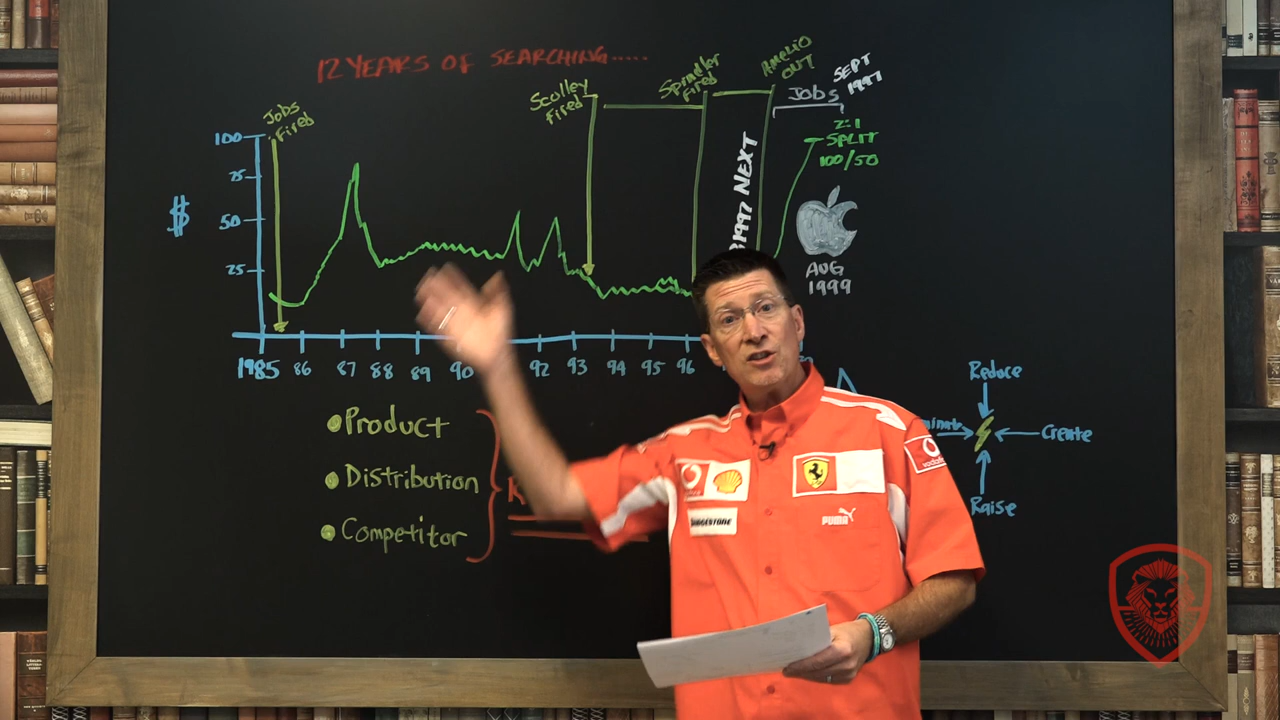 12 YEARS OF SEARCHING.....
Jobs
Fired
Sculley
Fired
Spindler
Fired
Amelio
OUT
Jobs
SEPT
1997
2:1
SPLIT
100/50
1997 NEXT
AUG
1999
$
100
75
50
25
1985 86 87 88 89 90 92 93 94 95 96
Product
Distribution
Competitor
Reduce
Create
Raise
vodafone
BRIDGESTONE
PUMA